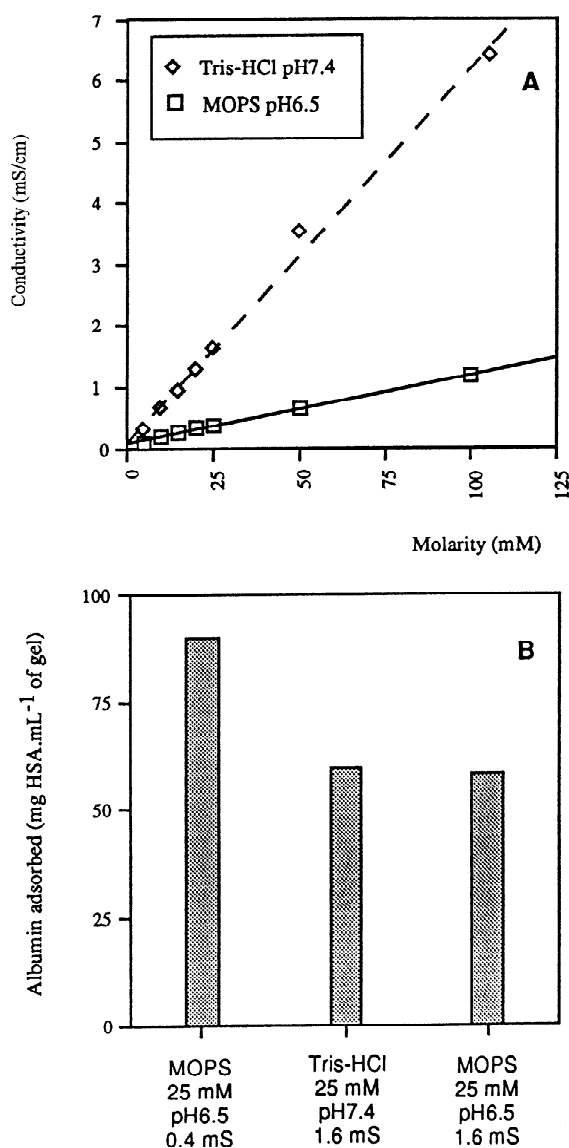 7
6
5
4
3
2
1
0
Conductivity (mS/cm)
Tris-HCl pH7.4
MOPS pH6.5
A
0
25
50
75
100
125
Molarity (mM)
100
75
50
25
0
Albumin adsorbed (mg HSA.mL⁻¹ of gel)
B
MOPS
25 mM
pH6.5
0.4 mS
Tris-HCl
25 mM
pH7.4
1.6 mS
MOPS
25 mM
pH6.5
1.6 mS